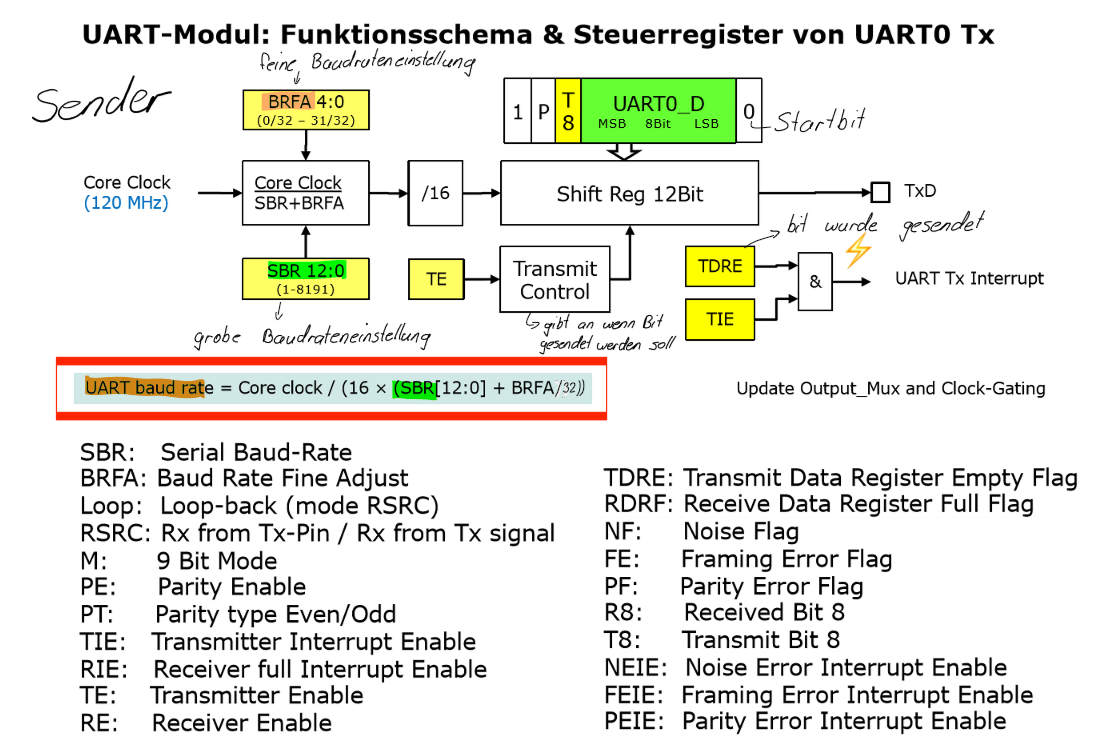 UART-Modul: Funktionsschema & Steuerregister von UART0 Tx
feine Baudrateneinstellung
Sender
BRFA 4:0
(0/32 – 31/32)
1 P T8 UART0_D 0
MSB 8Bit LSB
Startbit
Core Clock
(120 MHz)
Core Clock
SBR+BRFA
/16
Shift Reg 12Bit
TxD
bit wurde gesendet
SBR 12:0
(1-8191)
TE
Transmit
Control
TDRE
TIE
&
UART Tx Interrupt
grobe Baudrateneinstellung
gibt an wenn Bit
gesendet werden soll
UART baud rate = Core clock / (16 × (SBR[12:0] + BRFA/32))
Update Output_Mux and Clock-Gating
SBR: Serial Baud-Rate
BRFA: Baud Rate Fine Adjust
Loop: Loop-back (mode RSRC)
RSRC: Rx from Tx-Pin / Rx from Tx signal
M: 9 Bit Mode
PE: Parity Enable
PT: Parity type Even/Odd
TIE: Transmitter Interrupt Enable
RIE: Receiver full Interrupt Enable
TE: Transmitter Enable
RE: Receiver Enable
TDRE: Transmit Data Register Empty Flag
RDRF: Receive Data Register Full Flag
NF: Noise Flag
FE: Framing Error Flag
PF: Parity Error Flag
R8: Received Bit 8
T8: Transmit Bit 8
NEIE: Noise Error Interrupt Enable
FEIE: Framing Error Interrupt Enable
PEIE: Parity Error Interrupt Enable